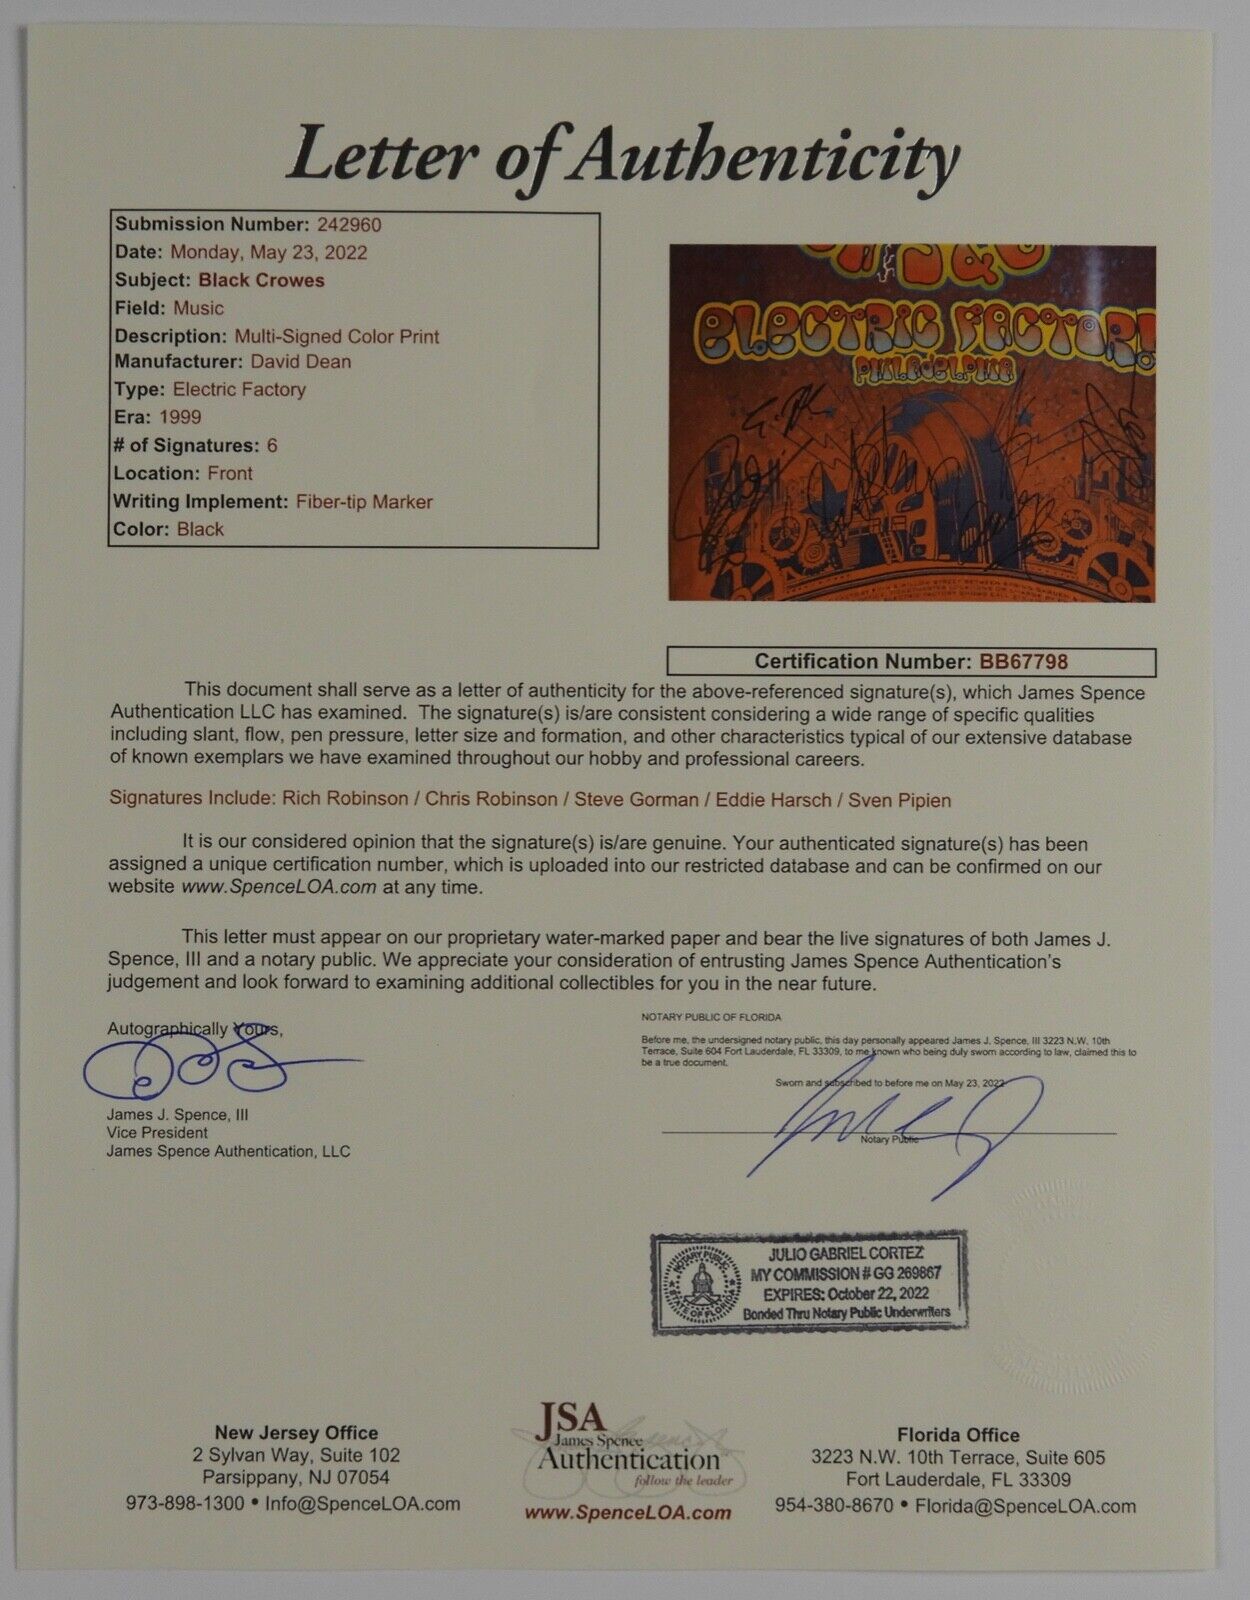 Letter of Authenticity
Submission Number: 242960
Date: Monday, May 23, 2022
Subject: Black Crowes
Field: Music
Description: Multi-Signed Color Print
Manufacturer: David Dean
Type: Electric Factory
Era: 1999
# of Signatures: 6
Location: Front
Writing Implement: Fiber-tip Marker
Color: Black
ELECTRIC FACTORY
PHILADELPHIA
Certification Number: BB67798
This document shall serve as a letter of authenticity for the above-referenced signature(s), which James Spence
Authentication LLC has examined. The signature(s) is/are consistent considering a wide range of specific qualities
including slant, flow, pen pressure, letter size and formation, and other characteristics typical of our extensive database
of known exemplars we have examined throughout our hobby and professional careers.
Signatures Include: Rich Robinson / Chris Robinson / Steve Gorman / Eddie Harsch / Sven Pipien
It is our considered opinion that the signature(s) is/are genuine. Your authenticated signature(s) has been
assigned a unique certification number, which is uploaded into our restricted database and can be confirmed on our
website www.SpenceLOA.com at any time.
This letter must appear on our proprietary water-marked paper and bear the live signatures of both James J.
Spence, III and a notary public. We appreciate your consideration of entrusting James Spence Authentication's
judgement and look forward to examining additional collectibles for you in the near future.
Autographically Yours,
James J. Spence, III
Vice President
James Spence Authentication, LLC
NOTARY PUBLIC OF FLORIDA
Before me, the undersigned notary public, this day personally appeared James J. Spence, III 3223 N.W. 10th
Terrace, Suite 604 Fort Lauderdale, FL 33309, to me known who being duly sworn according to law, claimed this to
be a true document.
Sworn and subscribed to before me on May 23, 2022
Notary Public
NOTARY PUBLIC
STATE OF FLORIDA
JULIO GABRIEL CORTEZ
MY COMMISSION # GG 269867
EXPIRES: October 22, 2022
Bonded Thru Notary Public Underwriters
New Jersey Office
2 Sylvan Way, Suite 102
Parsippany, NJ 07054
973-898-1300 • Info@SpenceLOA.com
JSA
James Spence
Authentication
follow the leader
www.SpenceLOA.com
Florida Office
3223 N.W. 10th Terrace, Suite 605
Fort Lauderdale, FL 33309
954-380-8670 • Florida@SpenceLOA.com